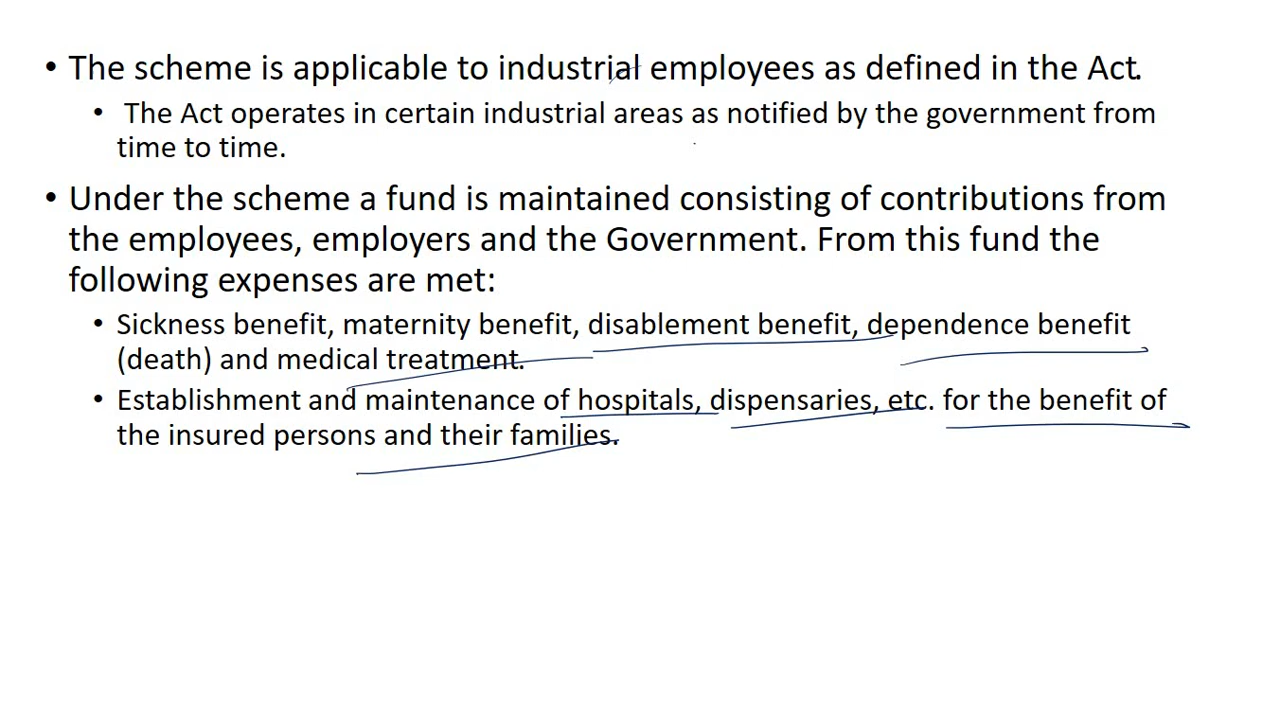 • The scheme is applicable to industrial employees as defined in the Act.
• The Act operates in certain industrial areas as notified by the government from
time to time.
• Under the scheme a fund is maintained consisting of contributions from
the employees, employers and the Government. From this fund the
following expenses are met:
• Sickness benefit, maternity benefit, disablement benefit, dependence benefit
(death) and medical treatment.
• Establishment and maintenance of hospitals, dispensaries, etc. for the benefit of
the insured persons and their families.